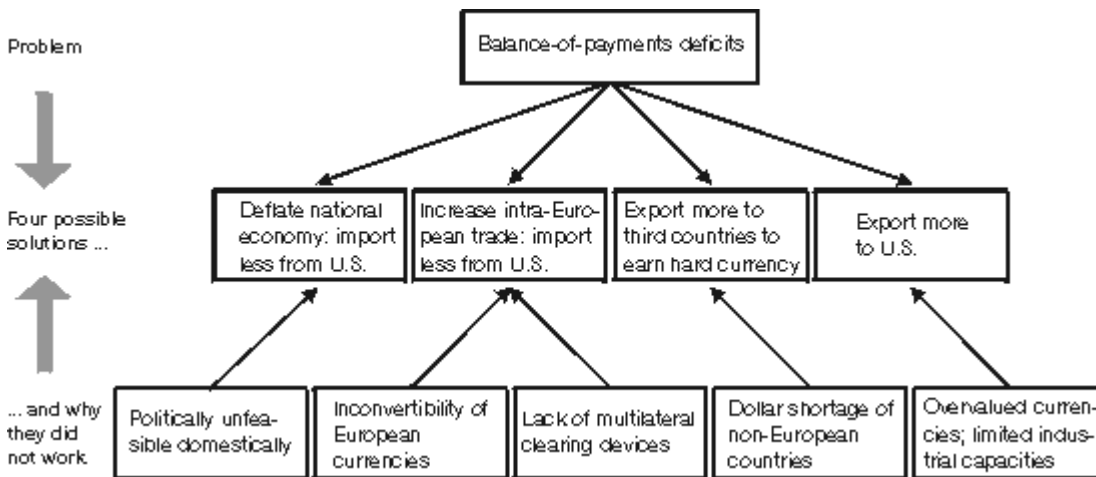 Problem
Balance-of-payments deficits
Four possible
solutions ...
Deflate national
economy: import
less from U.S.
Increase intra-Euro-
pean trade: import
less from U.S.
Export more to
third countries to
earn hard currency
Export more
to U.S.
... and why
they did
not work.
Politically unfea-
sible domestically
Inconvertibility of
European
currencies
Lack of multilateral
clearing devices
Dollar shortage of
non-European
countries
Overvalued curren-
cies; limited indus-
trial capacities